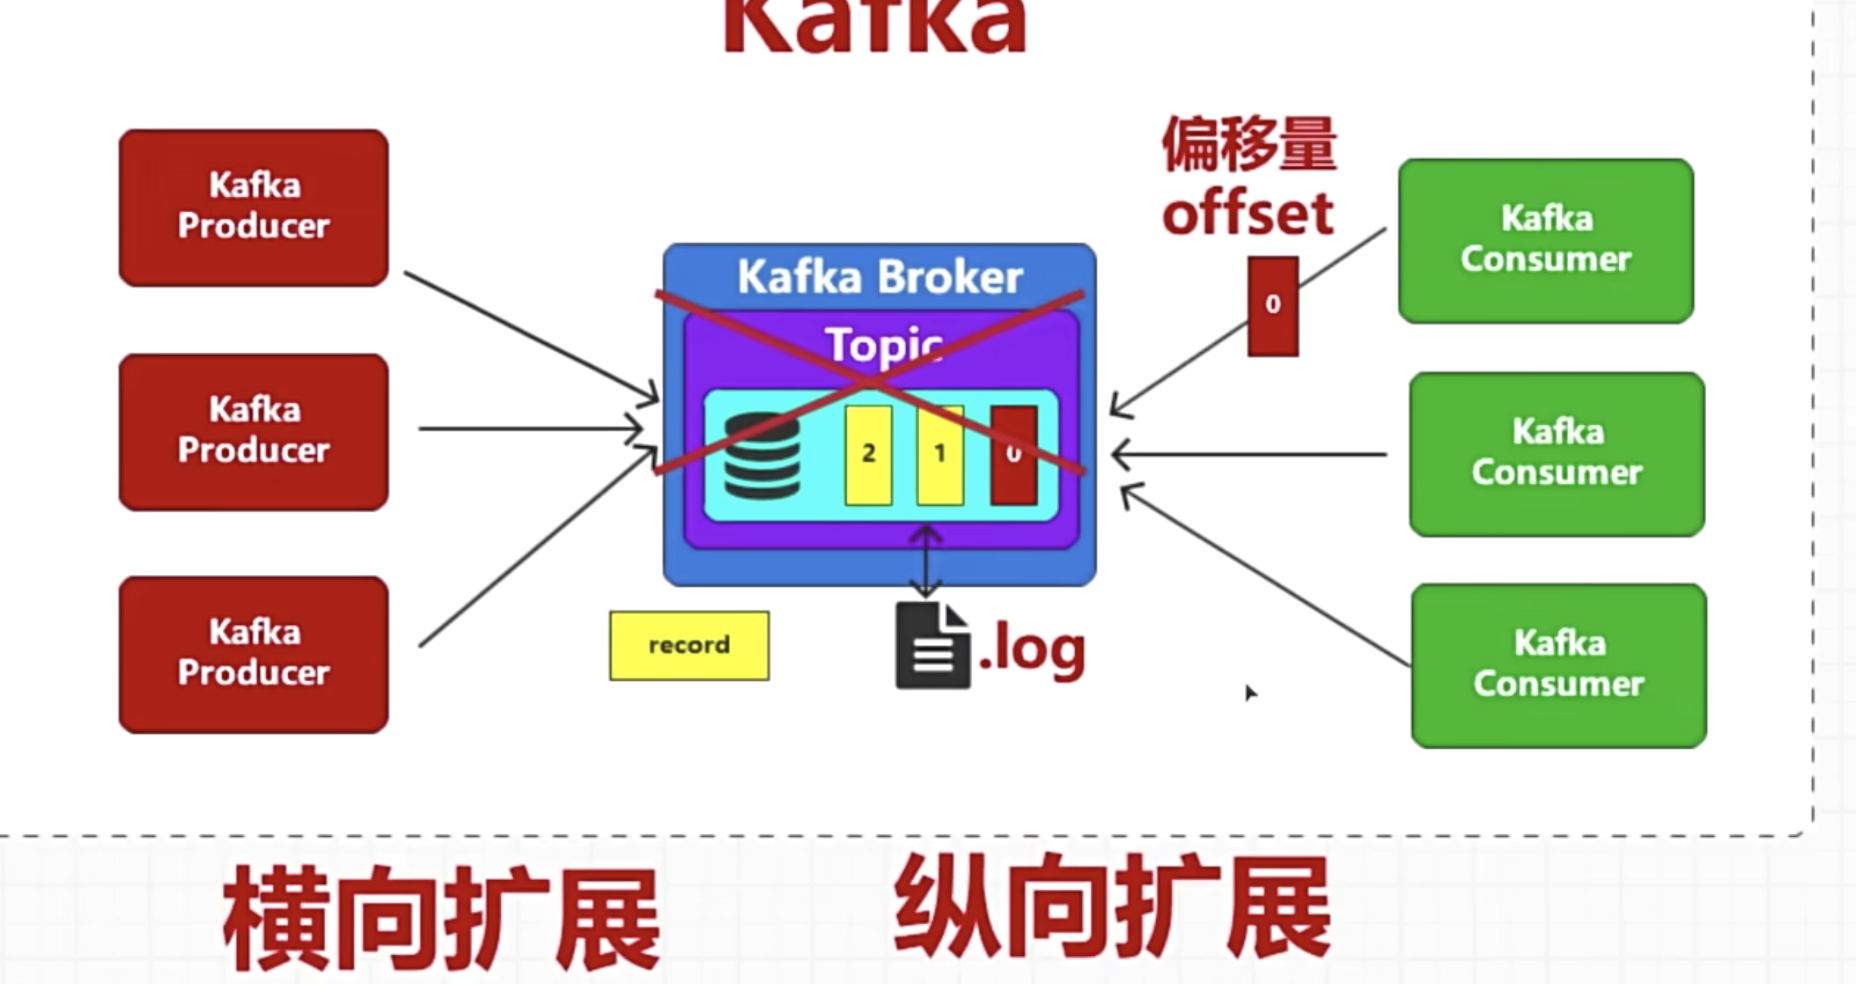 Kafka
偏移量
offset
Kafka
Producer
Kafka
Producer
Kafka
Producer
Kafka Broker
Topic
2
1
0
record
.log
0
Kafka
Consumer
Kafka
Consumer
Kafka
Consumer
横向扩展
纵向扩展